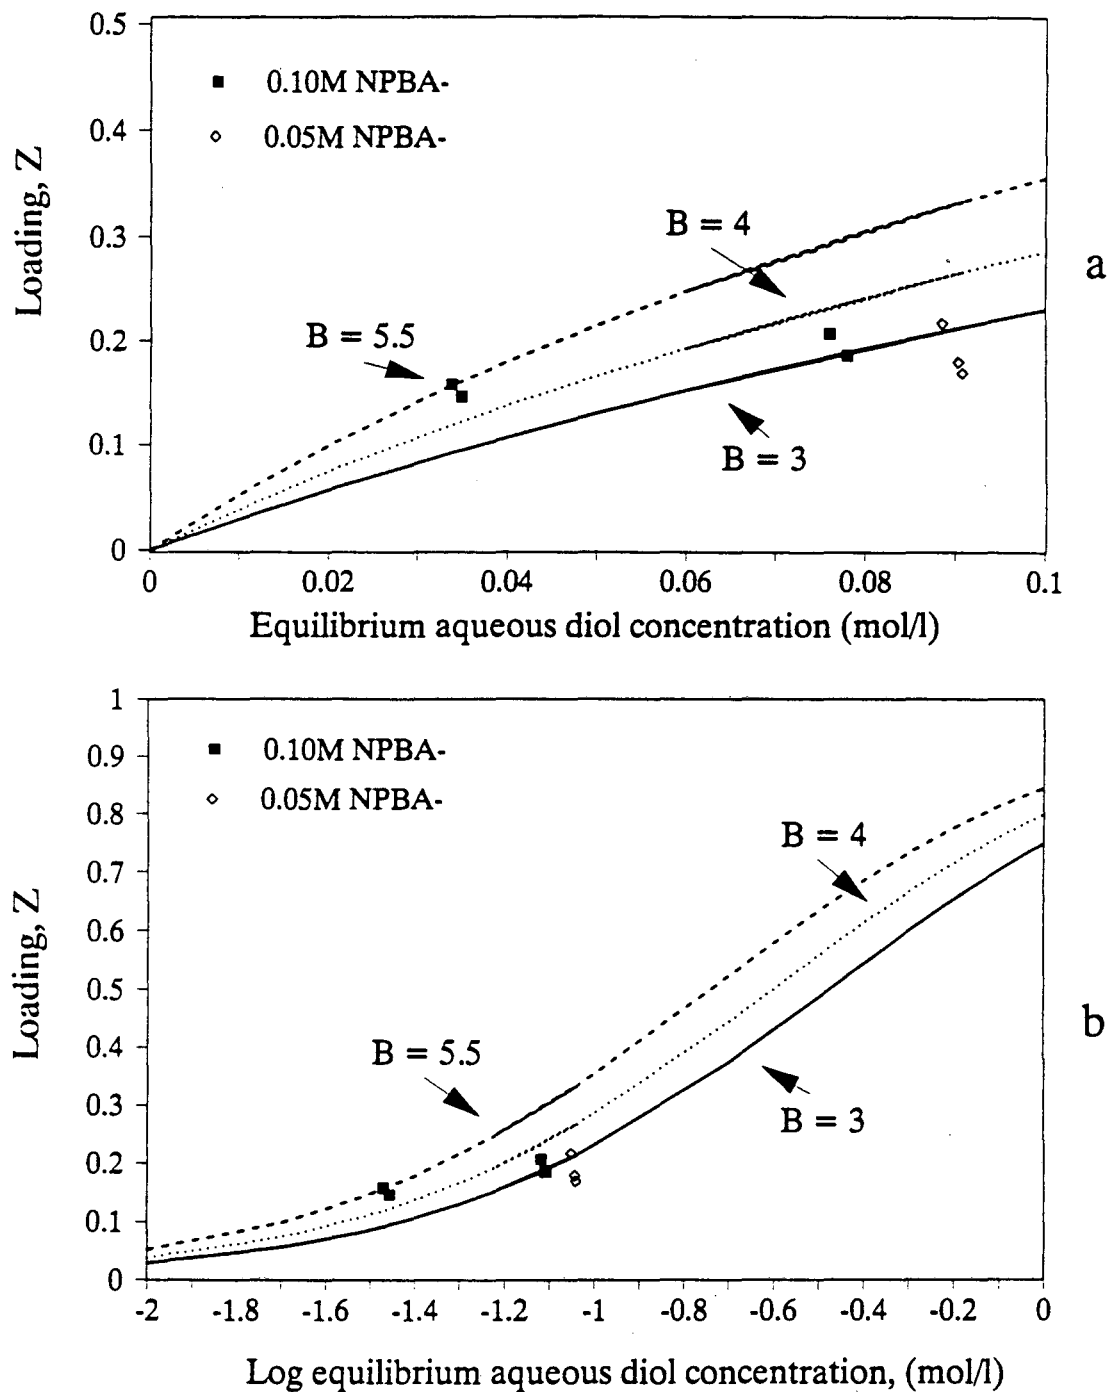 0.5
0.10M NPBA-
0.05M NPBA-
0.4
Loading, Z
0.3
B = 4
a
B = 5.5
0.2
0.1
B = 3
0
0 0.02 0.04 0.06 0.08 0.1
Equilibrium aqueous diol concentration (mol/l)
1
0.10M NPBA-
0.9
0.05M NPBA-
0.8
B = 4
0.7
0.6
Loading, Z
0.5
b
0.4
B = 5.5
0.3
B = 3
0.2
0.1
0
-2 -1.8 -1.6 -1.4 -1.2 -1 -0.8 -0.6 -0.4 -0.2 0
Log equilibrium aqueous diol concentration, (mol/l)